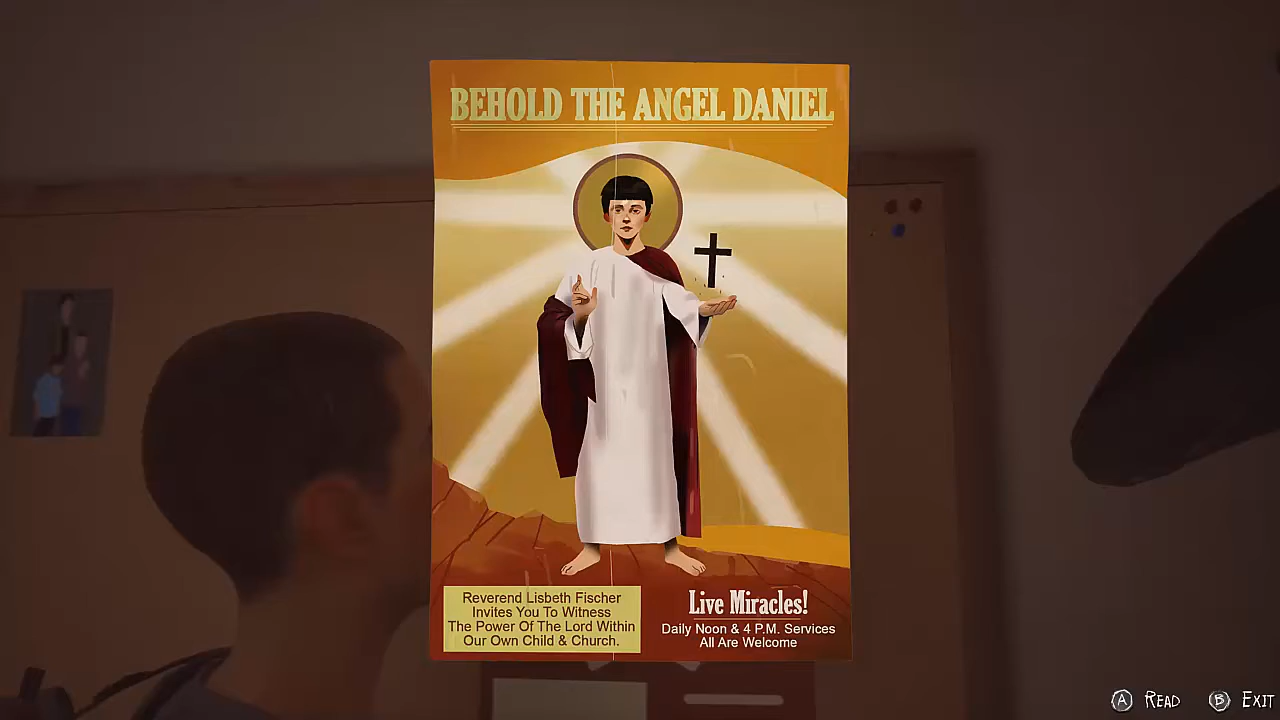 BEHOLD THE ANGEL DANIEL
Reverend Lisbeth Fischer
Invites You To Witness
The Power Of The Lord Within
Our Own Child & Church.
Live Miracles!
Daily Noon & 4 P.M. Services
All Are Welcome
A READ B EXIT